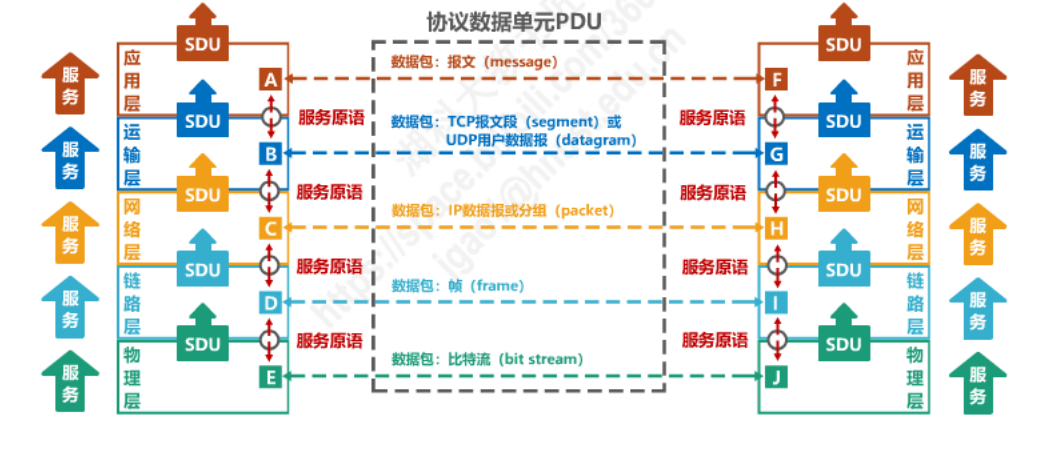 协议数据单元PDU
SDU
SDU
应用层
服务
A
数据包：报文（message）
F
应用层
服务
服务原语
服务原语
SDU
SDU
运输层
服务
B
数据包：TCP报文段（segment）或
UDP用户数据报（datagram）
G
运输层
服务
服务原语
服务原语
SDU
SDU
网络层
服务
C
数据包：IP数据报或分组（packet）
H
网络层
服务
服务原语
服务原语
SDU
SDU
链路层
服务
D
数据包：帧（frame）
I
链路层
服务
服务原语
服务原语
SDU
SDU
物理层
服务
E
数据包：比特流（bit stream）
J
物理层
服务